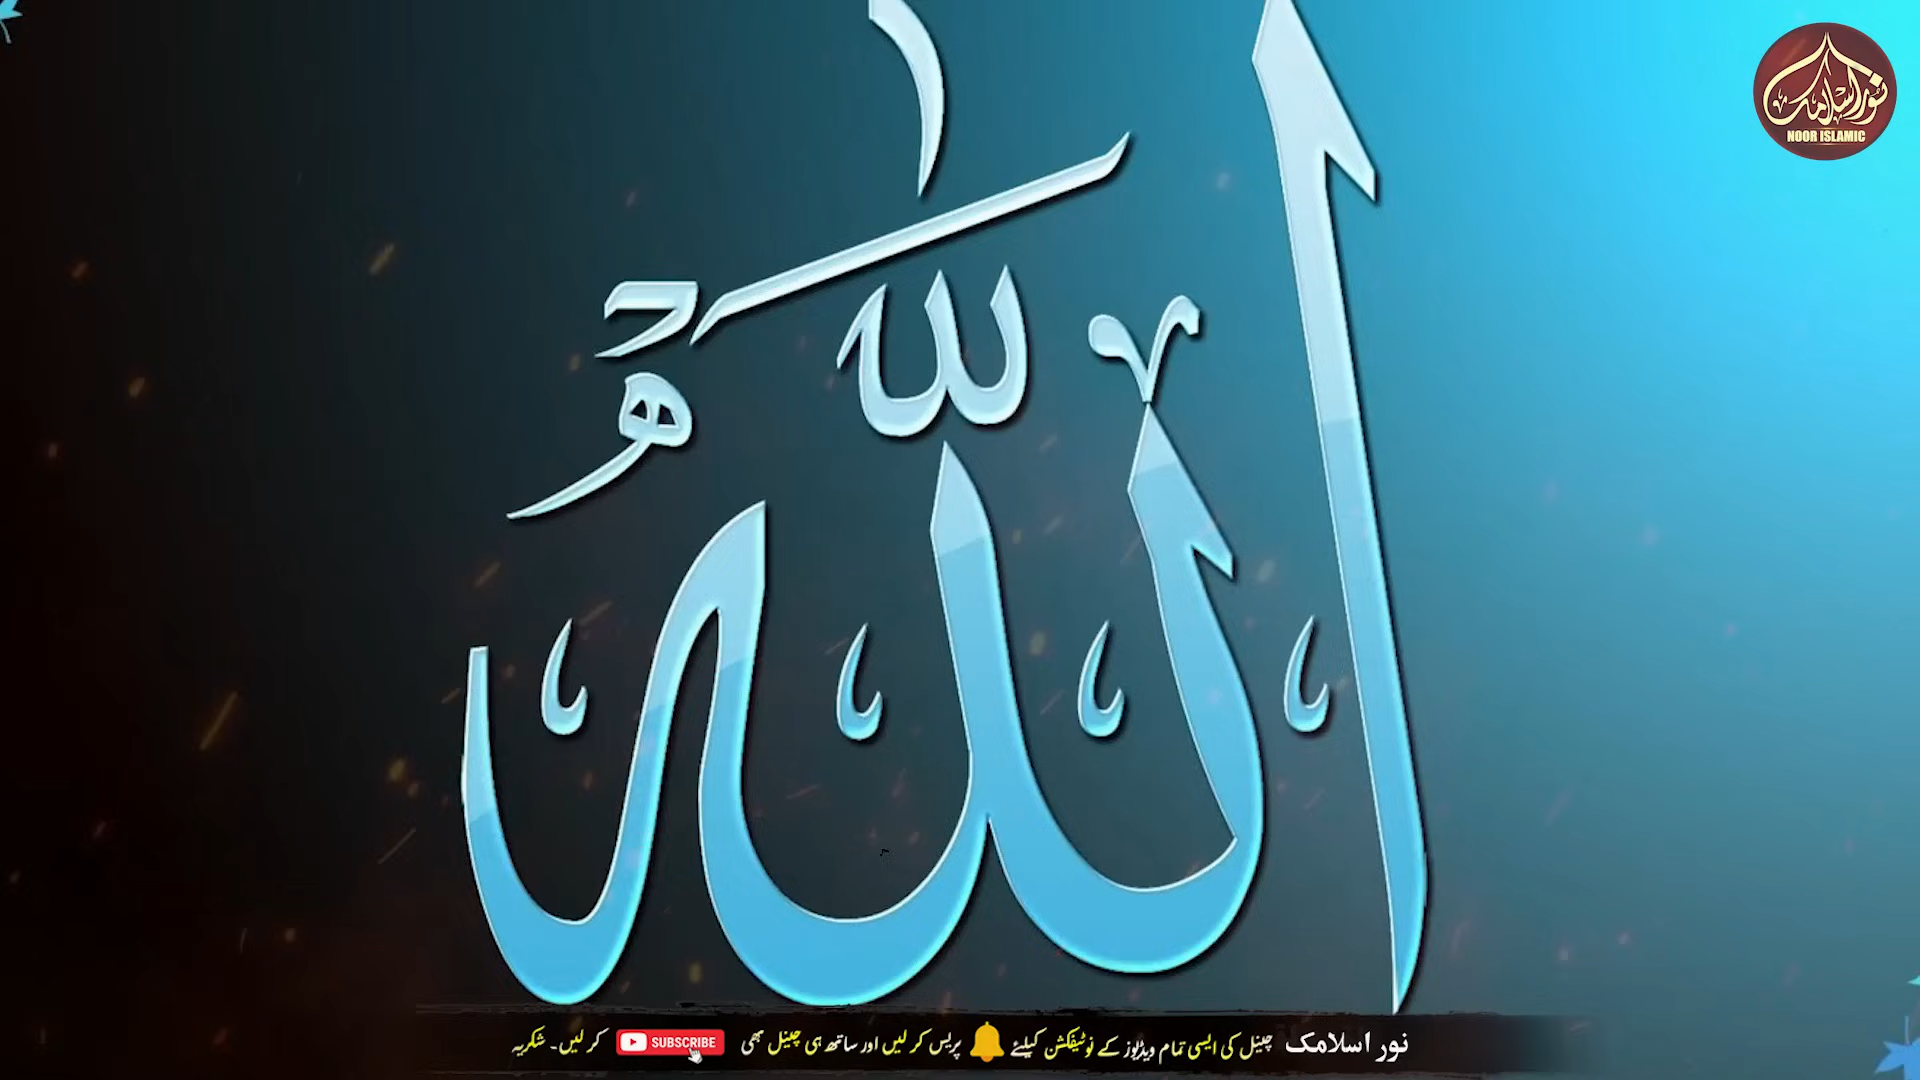 نور اسلامک
NOOR ISLAMIC
اللّٰہ
نور اسلامک چینل کی ایسی تمام ویڈیوز کے نوٹیفکشن کیلئے پریس کر لیں اور ساتھ ہی چینل بھی SUBSCRIBE کر لیں۔ شکریہ